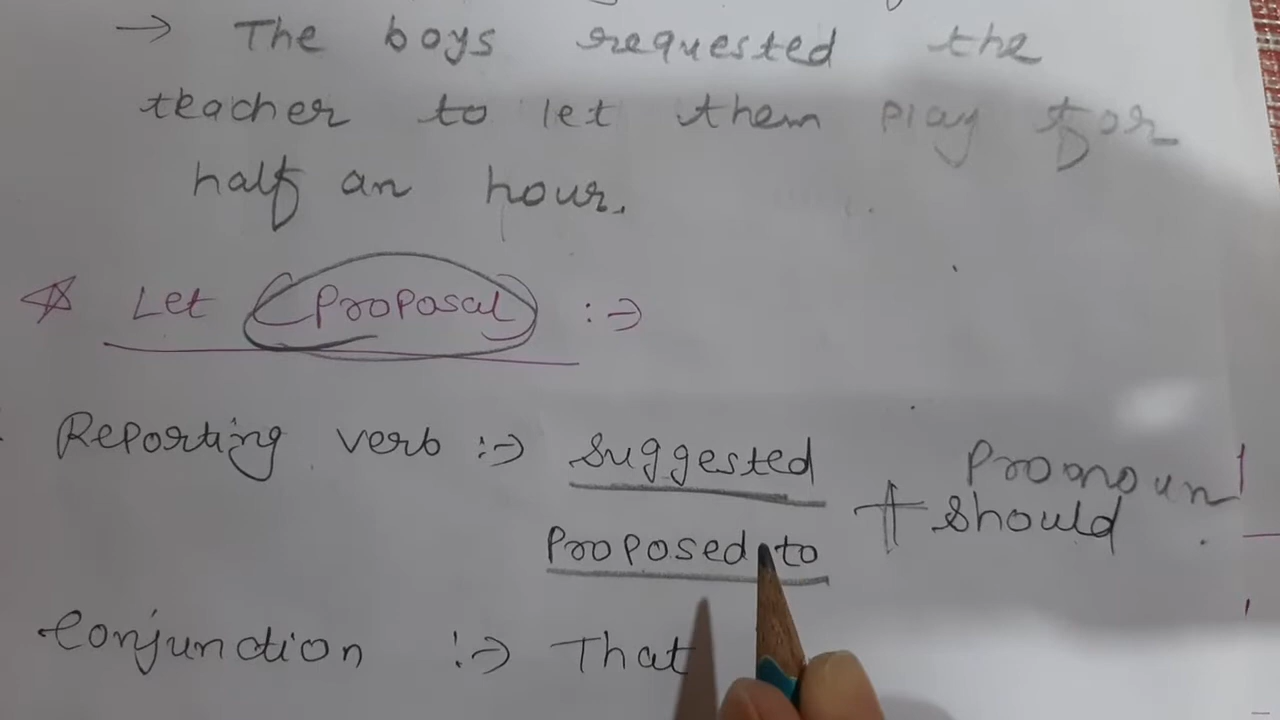 → The boys requested the
teacher to let them play for
half an hour.
☆ Let (Proposal) :→
Reporting verb :→ Suggested
Pronoun
+ should
Proposed to
Conjunction :→ That